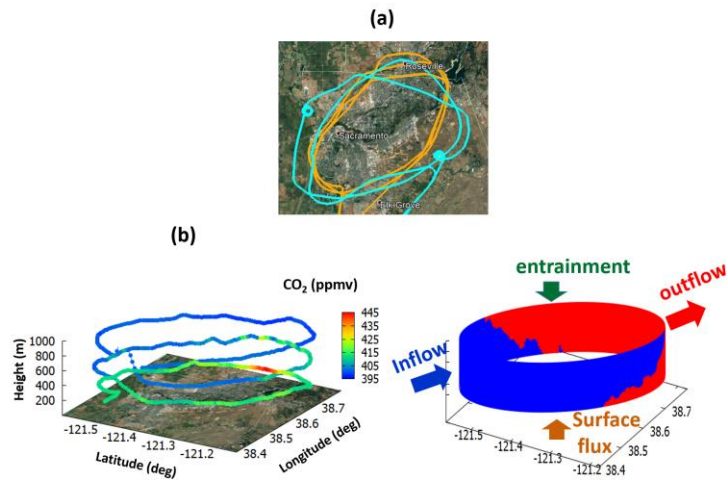 (a)
Roseville
Sacramento
Elk Grove
(b)
CO₂ (ppmv)
445
435
425
415
405
395
Height (m)
1000
800
600
400
200
-121.5
-121.4
-121.3
-121.2
Latitude (deg)
38.4
38.5
38.6
38.7
Longitude (deg)
entrainment
outflow
Inflow
Surface
flux
-121.5
-121.4
-121.3
-121.2
38.4
38.5
38.6
38.7